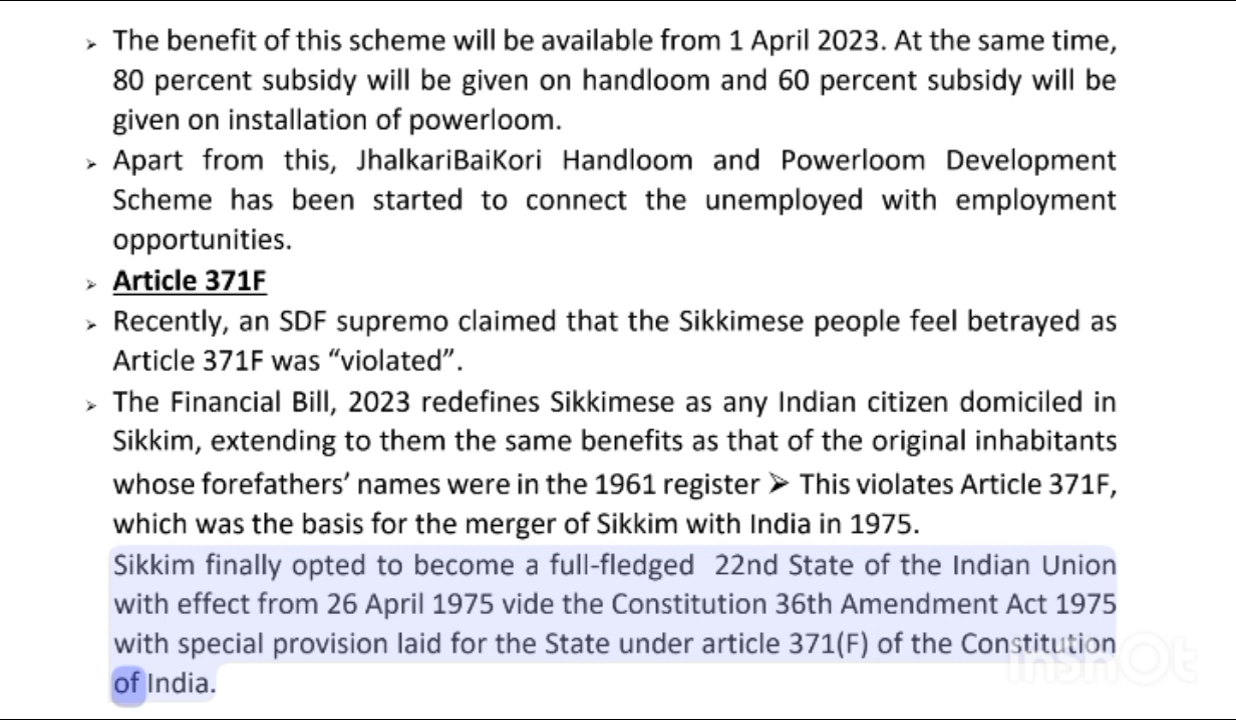 ➢ The benefit of this scheme will be available from 1 April 2023. At the same time,
80 percent subsidy will be given on handloom and 60 percent subsidy will be
given on installation of powerloom.
➢ Apart from this, JhalkariBaiKori Handloom and Powerloom Development
Scheme has been started to connect the unemployed with employment
opportunities.
➢ Article 371F
➢ Recently, an SDF supremo claimed that the Sikkimese people feel betrayed as
Article 371F was “violated”.
➢ The Financial Bill, 2023 redefines Sikkimese as any Indian citizen domiciled in
Sikkim, extending to them the same benefits as that of the original inhabitants
whose forefathers’ names were in the 1961 register ➢ This violates Article 371F,
which was the basis for the merger of Sikkim with India in 1975.
Sikkim finally opted to become a full-fledged 22nd State of the Indian Union
with effect from 26 April 1975 vide the Constitution 36th Amendment Act 1975
with special provision laid for the State under article 371(F) of the Constitution
of India.
InShOt